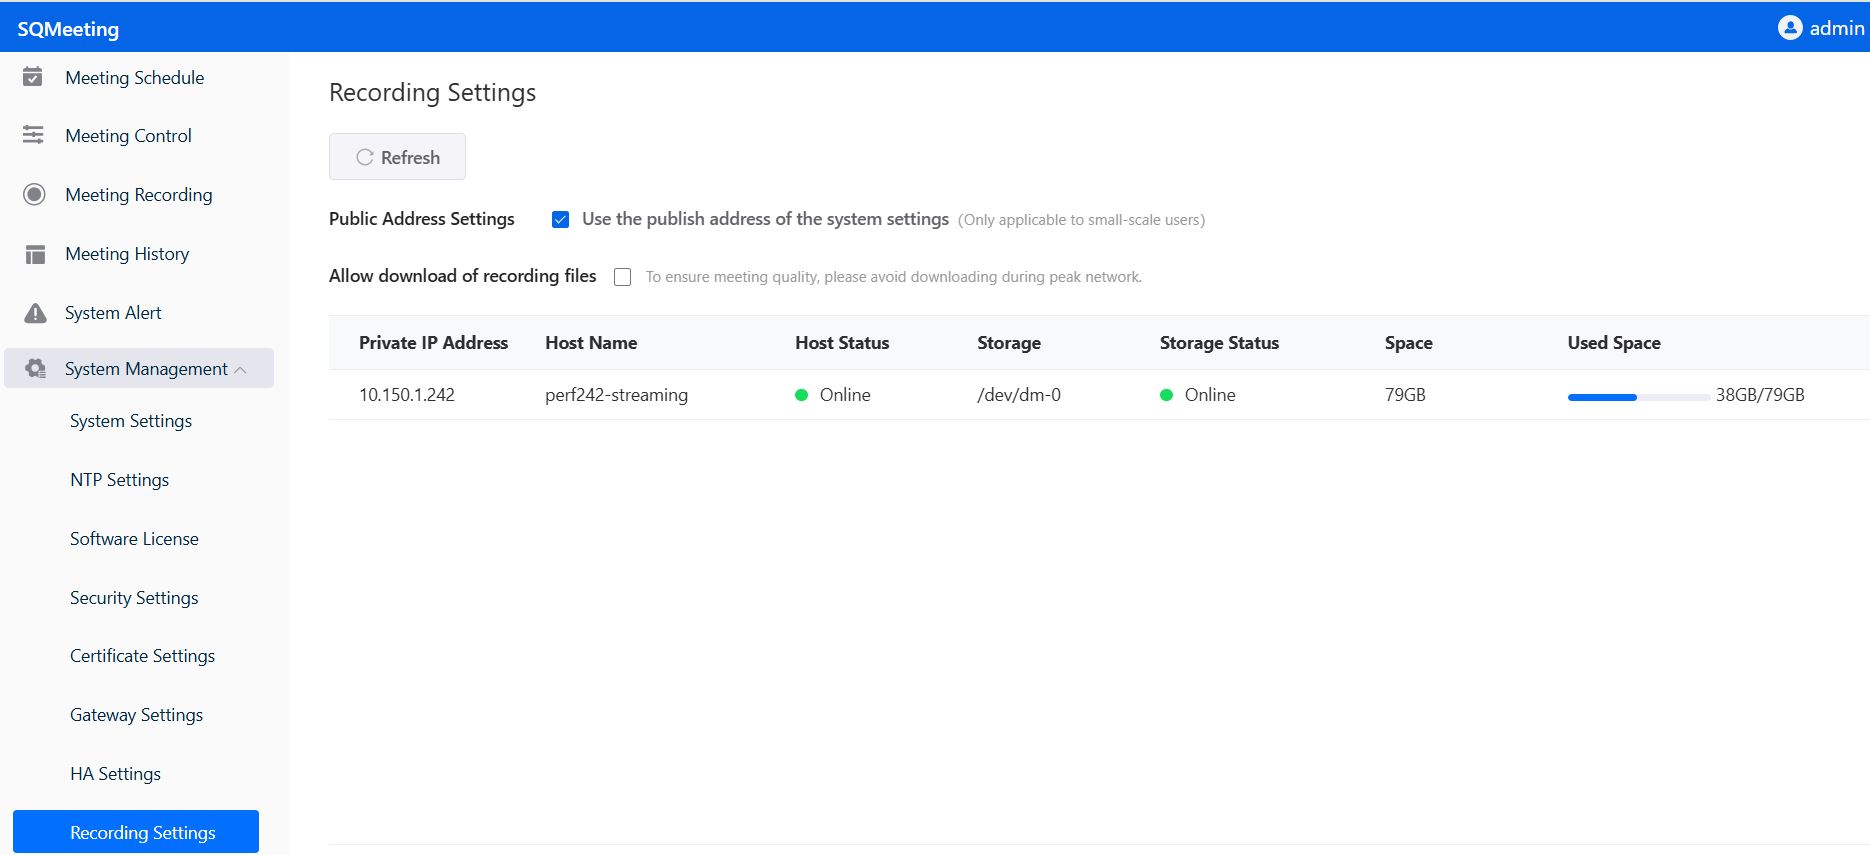 SQMeeting
admin
Meeting Schedule
Meeting Control
Meeting Recording
Meeting History
System Alert
System Management
System Settings
NTP Settings
Software License
Security Settings
Certificate Settings
Gateway Settings
HA Settings
Recording Settings
Recording Settings
Refresh
Public Address Settings Use the publish address of the system settings (Only applicable to small-scale users)
Allow download of recording files To ensure meeting quality, please avoid downloading during peak network.
Private IP Address Host Name Host Status Storage Storage Status Space Used Space
10.150.1.242 perf242-streaming Online /dev/dm-0 Online 79GB 38GB/79GB